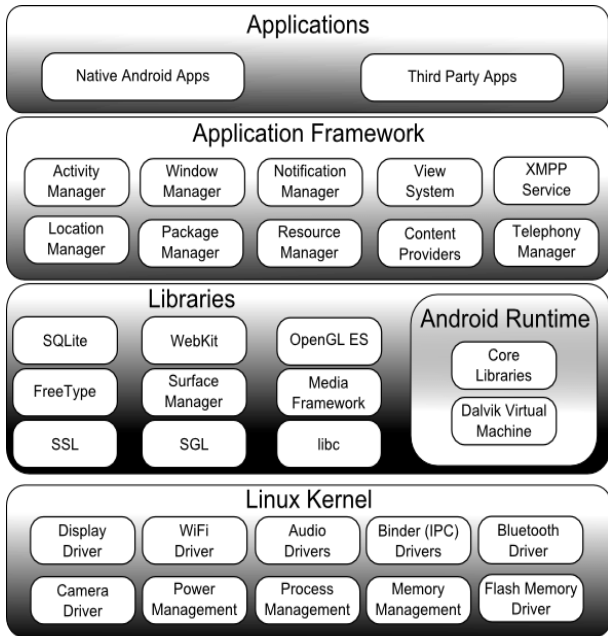 Applications
Native Android Apps
Third Party Apps
Application Framework
Activity
Manager
Window
Manager
Notification
Manager
View
System
XMPP
Service
Location
Manager
Package
Manager
Resource
Manager
Content
Providers
Telephony
Manager
Libraries
SQLite
WebKit
OpenGL ES
FreeType
Surface
Manager
Media
Framework
SSL
SGL
libc
Android Runtime
Core
Libraries
Dalvik Virtual
Machine
Linux Kernel
Display
Driver
WiFi
Driver
Audio
Drivers
Binder (IPC)
Drivers
Bluetooth
Driver
Camera
Driver
Power
Management
Process
Management
Memory
Management
Flash Memory
Driver